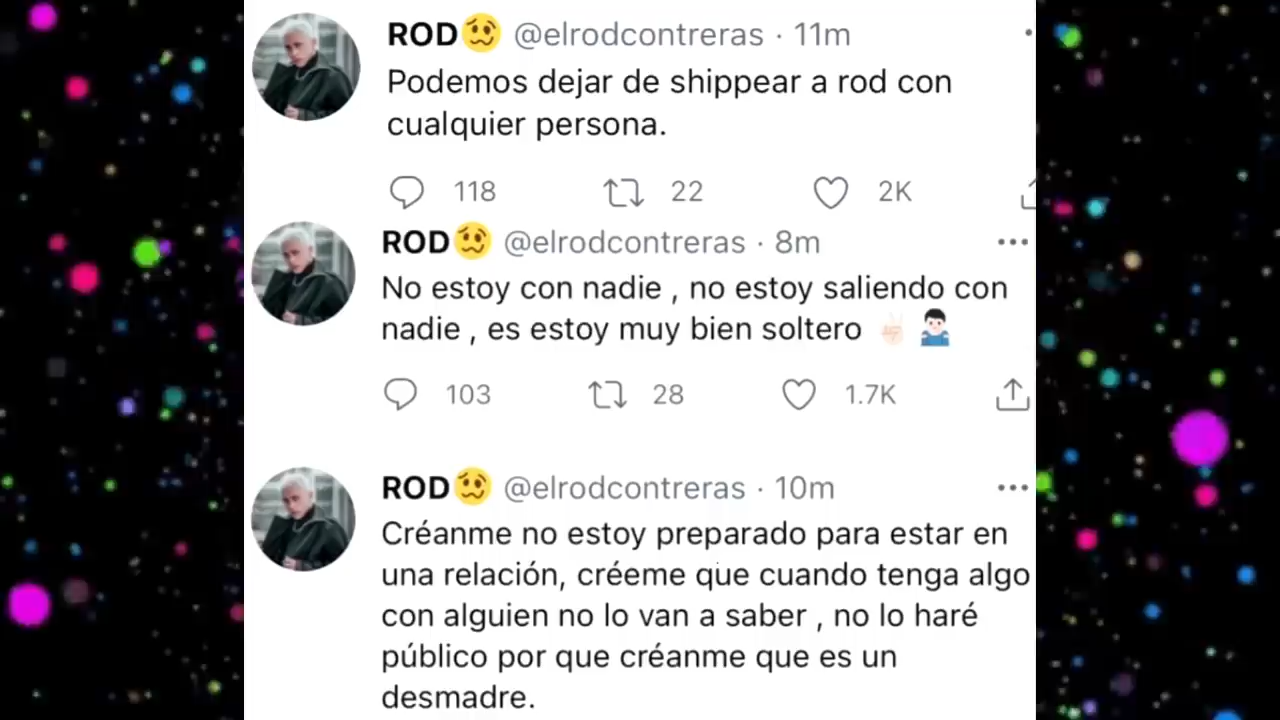 ROD🥴 @elrodcontreras · 11m
Podemos dejar de shippear a rod con
cualquier persona.
118 22 2K
ROD🥴 @elrodcontreras · 8m
No estoy con nadie , no estoy saliendo con
nadie , es estoy muy bien soltero ✌🏻 🤷🏻‍♂️
103 28 1.7K
ROD🥴 @elrodcontreras · 10m
Créanme no estoy preparado para estar en
una relación, créeme que cuando tenga algo
con alguien no lo van a saber , no lo haré
público por que créanme que es un
desmadre.